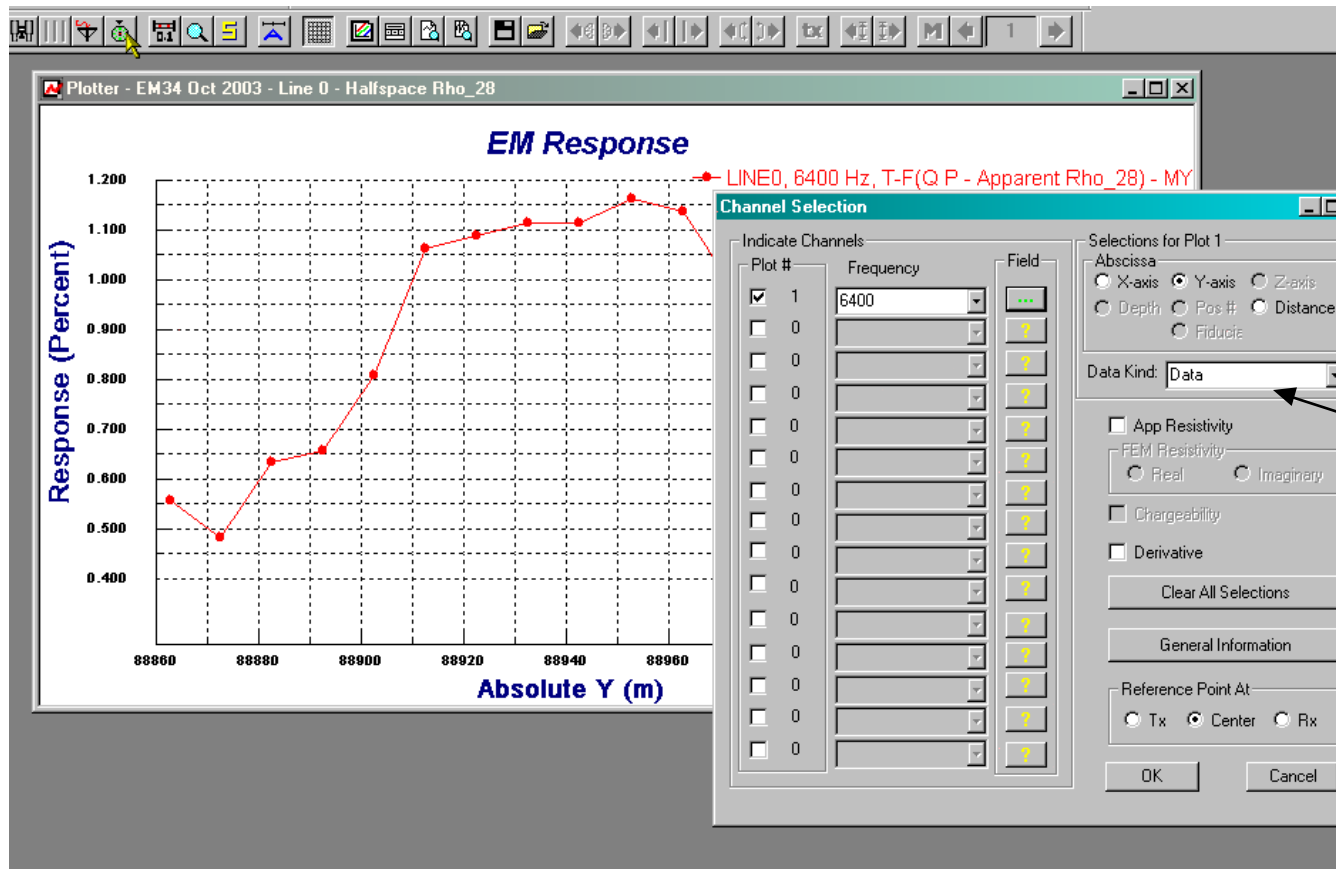 1:1
tx
M
1
Plotter - EM34 Oct 2003 - Line 0 - Halfspace Rho_28
EM Response
LINE0, 6400 Hz, T-F(Q P - Apparent Rho_28) - MY
Response (Percent)
1.200
1.100
1.000
0.900
0.800
0.700
0.600
0.500
0.400
88860
88880
88900
88920
88940
88960
Absolute Y (m)
Channel Selection
Indicate Channels
Plot #
Frequency
Field
1
6400
...
0
?
0
?
0
?
0
?
0
?
0
?
0
?
0
?
0
?
0
?
0
?
0
?
0
?
0
?
Selections for Plot 1
Abscissa
X-axis
Y-axis
Z-axis
Depth
Pos #
Distance
Fiducia
Data Kind:
Data
App Resistivity
FEM Resistivity
Real
Imaginary
Chargeability
Derivative
Clear All Selections
General Information
Reference Point At
Tx
Center
Rx
OK
Cancel